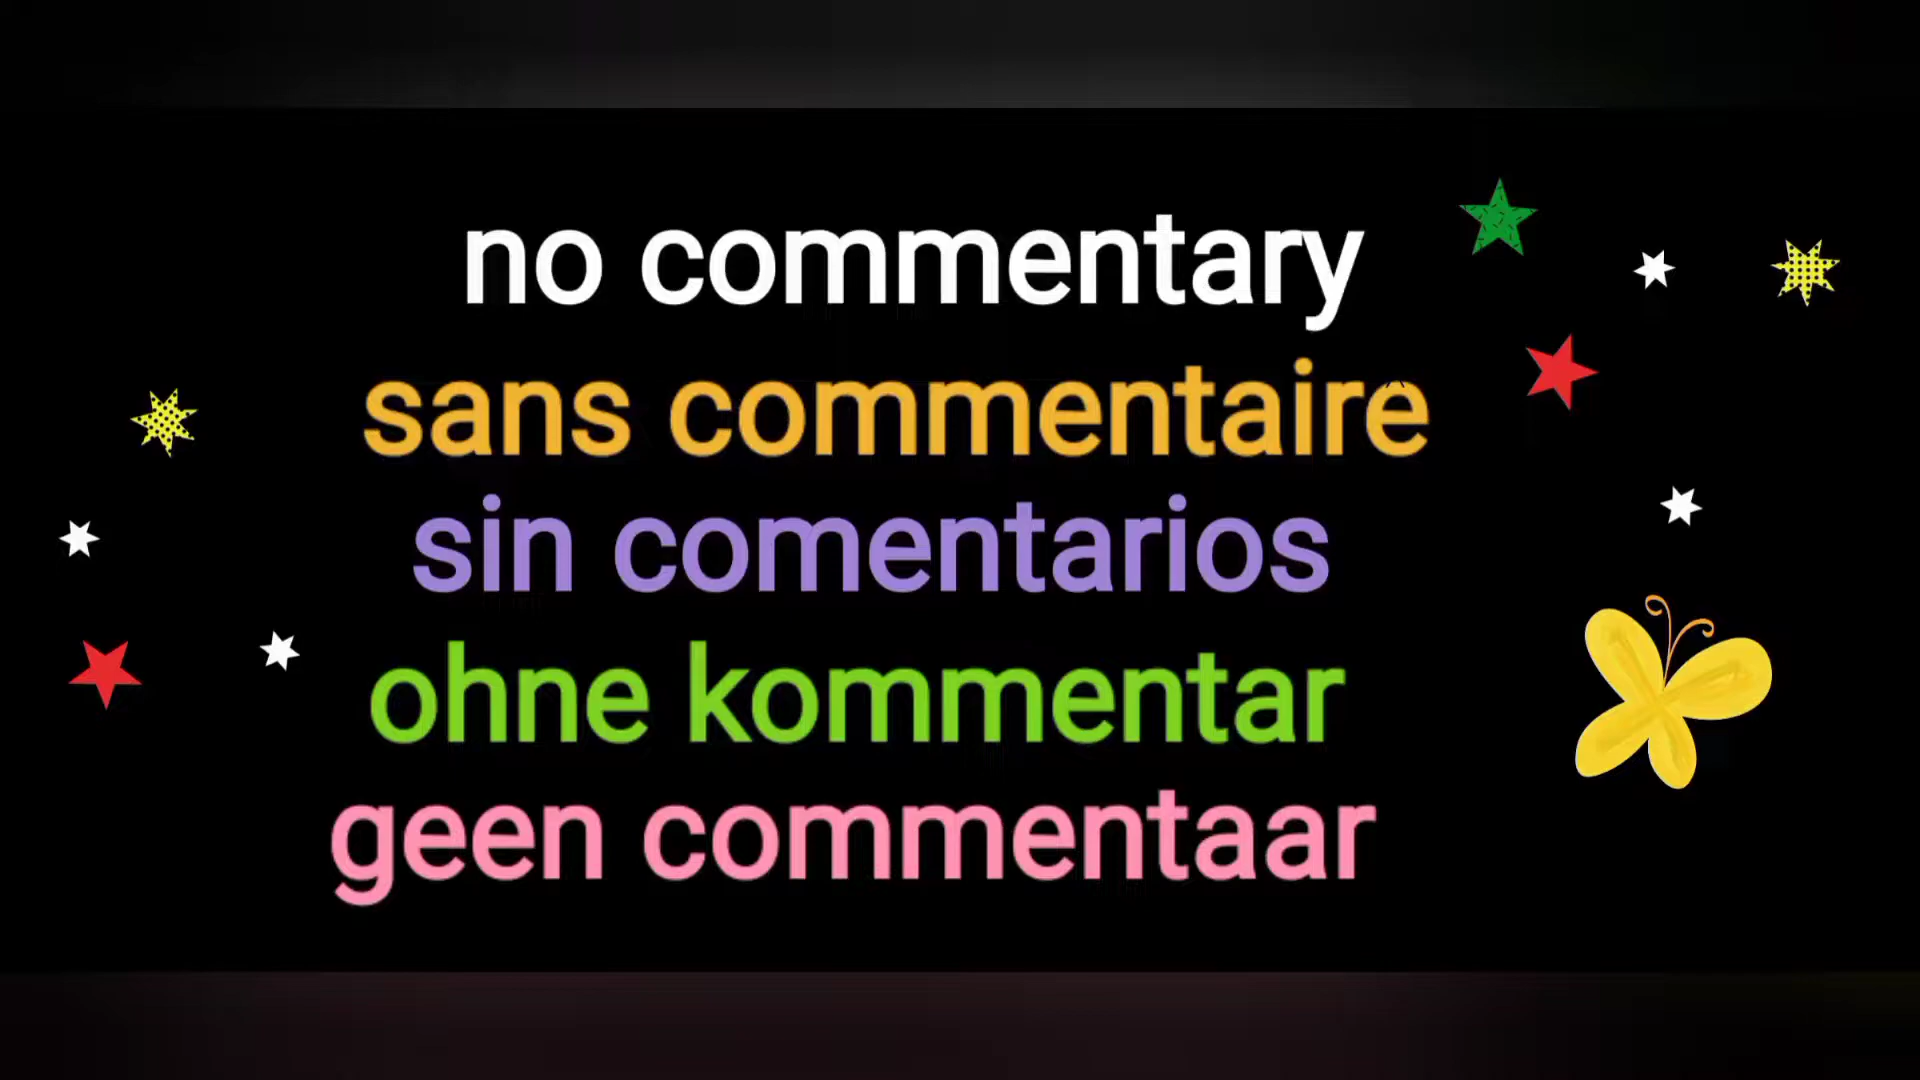 no commentary
sans commentaire
sin comentarios
ohne kommentar
geen commentaar